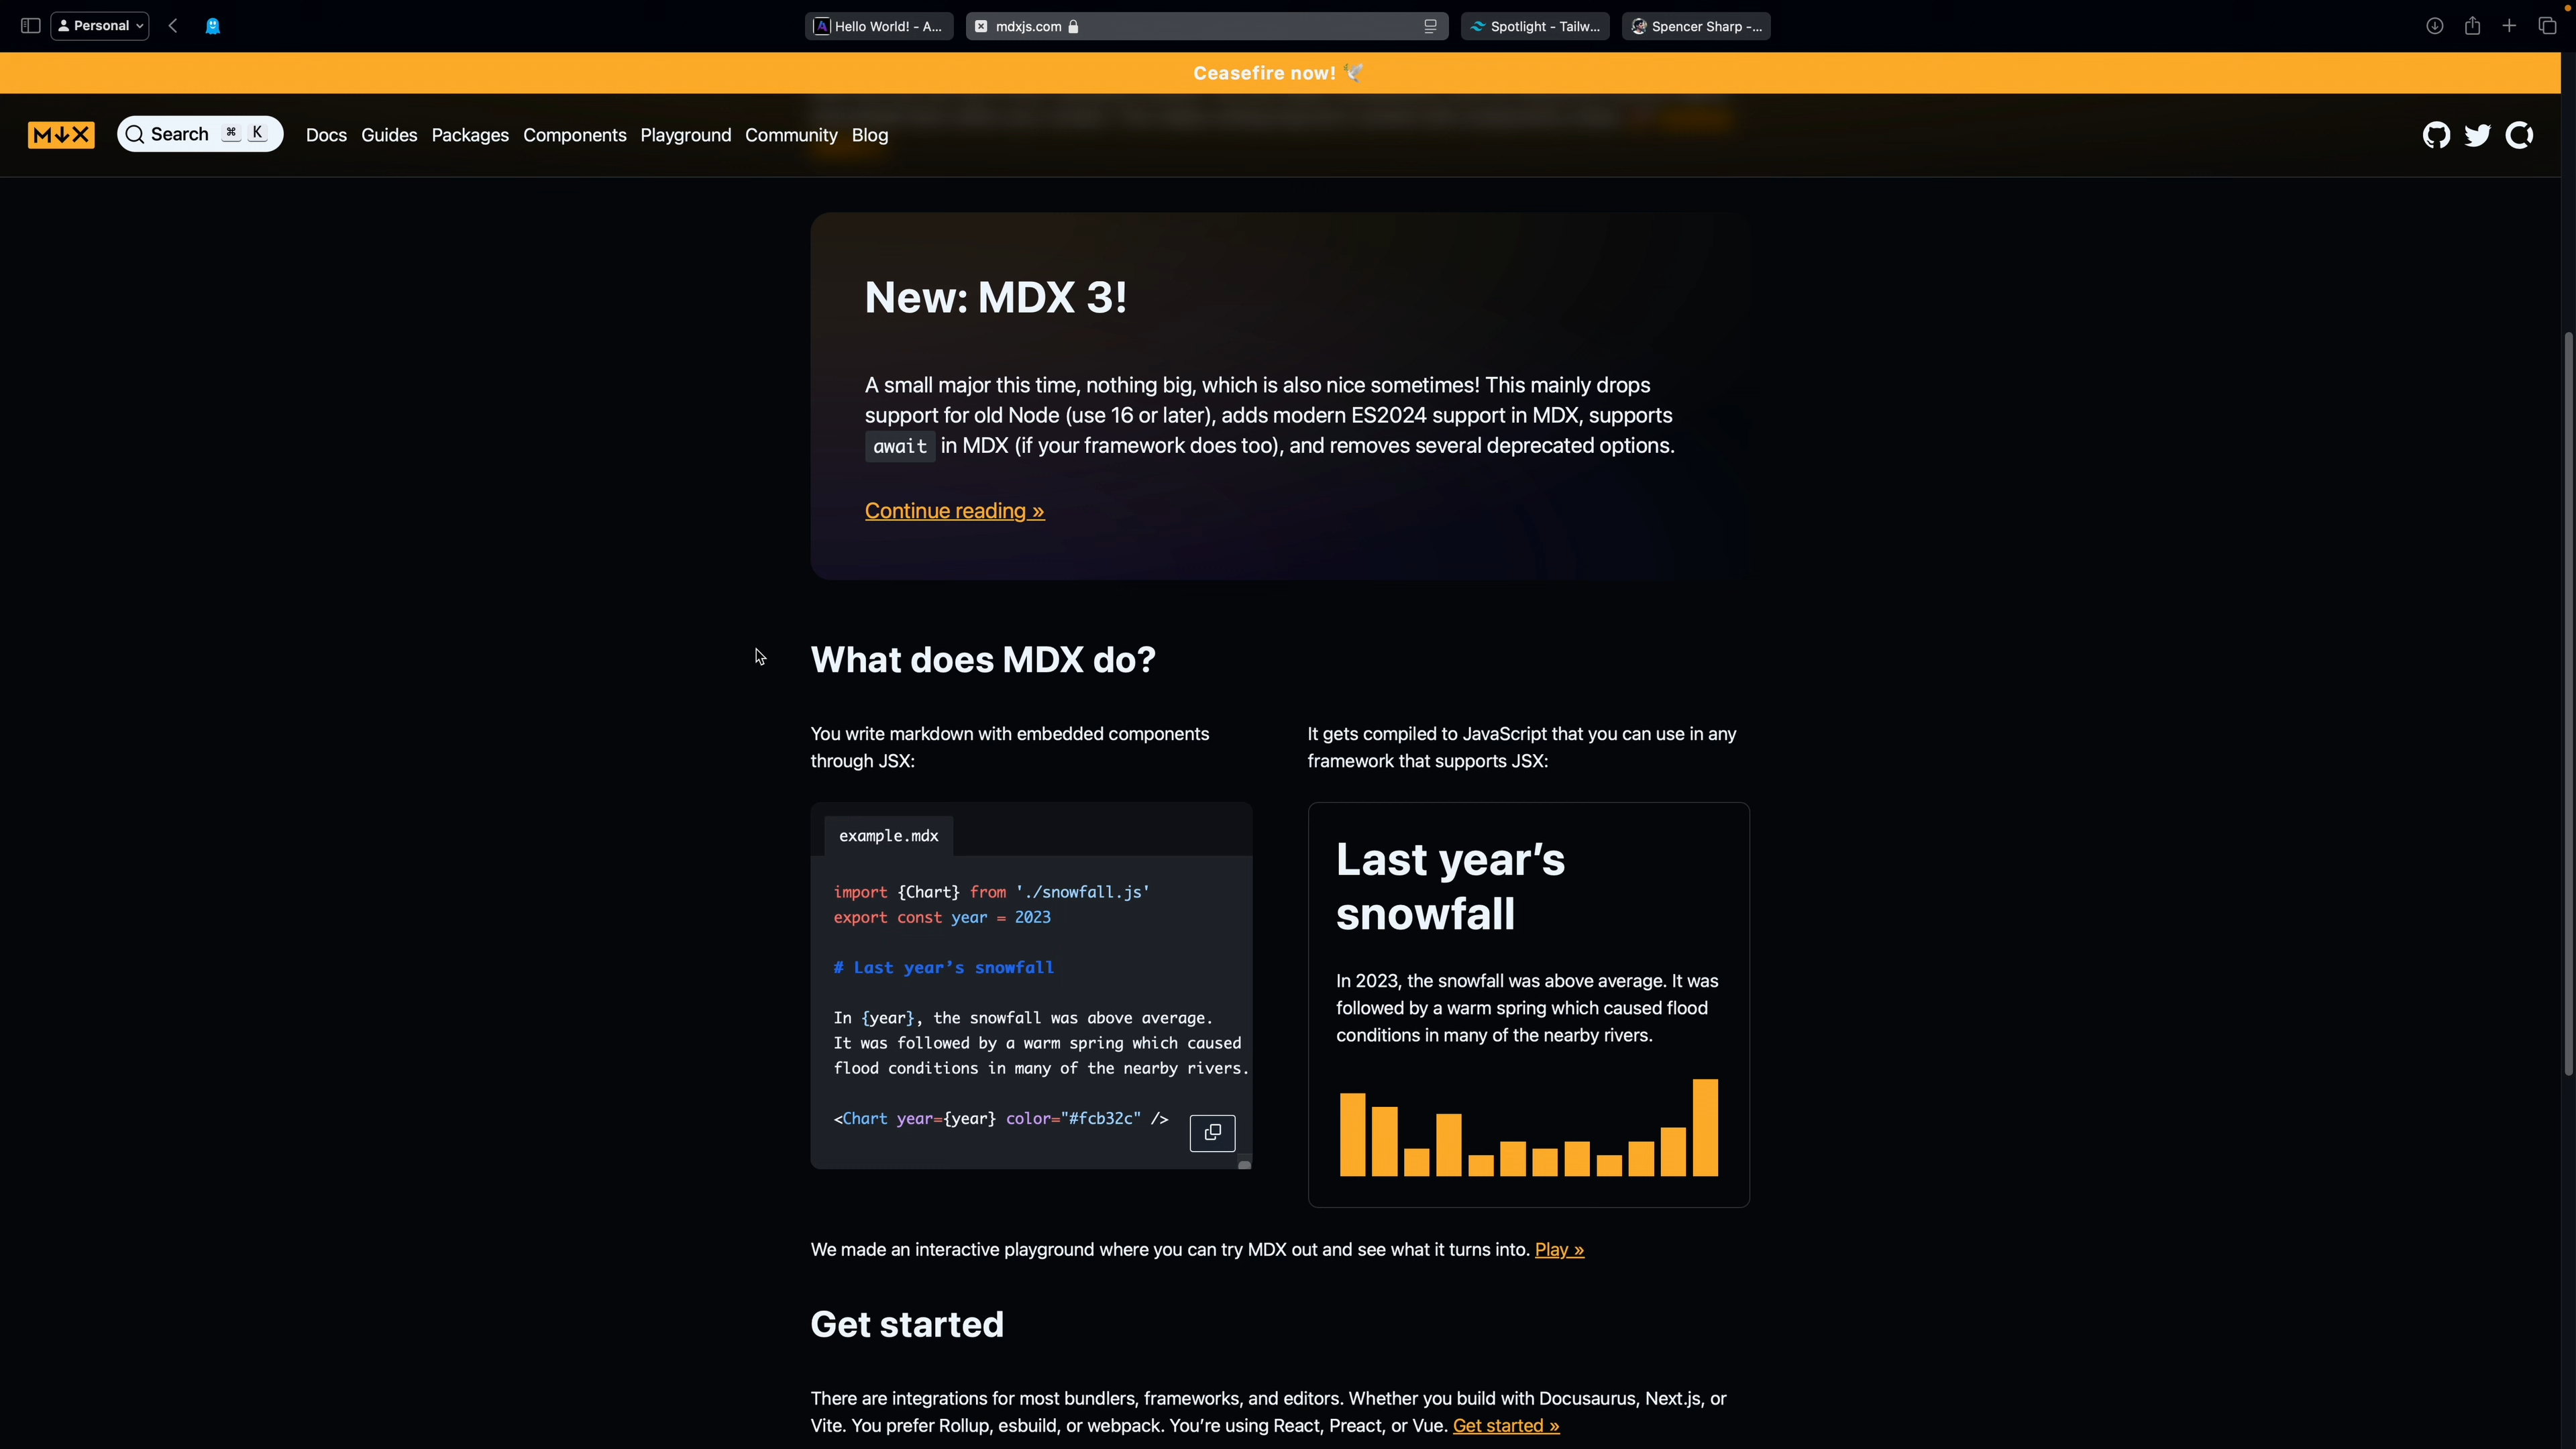 Personal
Hello World! - A...
mdxjs.com
Spotlight - Tailw...
Spencer Sharp -...
Ceasefire now! 🕊️
M↓X
Search ⌘ K
Docs Guides Packages Components Playground Community Blog
New: MDX 3!
A small major this time, nothing big, which is also nice sometimes! This mainly drops
support for old Node (use 16 or later), adds modern ES2024 support in MDX, supports
await in MDX (if your framework does too), and removes several deprecated options.
Continue reading »
What does MDX do?
You write markdown with embedded components
through JSX:
example.mdx
import {Chart} from './snowfall.js'
export const year = 2023
# Last year’s snowfall
In {year}, the snowfall was above average.
It was followed by a warm spring which caused
flood conditions in many of the nearby rivers.
<Chart year={year} color="#fcb32c" />
It gets compiled to JavaScript that you can use in any
framework that supports JSX:
Last year’s
snowfall
In 2023, the snowfall was above average. It was
followed by a warm spring which caused flood
conditions in many of the nearby rivers.
We made an interactive playground where you can try MDX out and see what it turns into. Play »
Get started
There are integrations for most bundlers, frameworks, and editors. Whether you build with Docusaurus, Next.js, or
Vite. You prefer Rollup, esbuild, or webpack. You’re using React, Preact, or Vue. Get started »